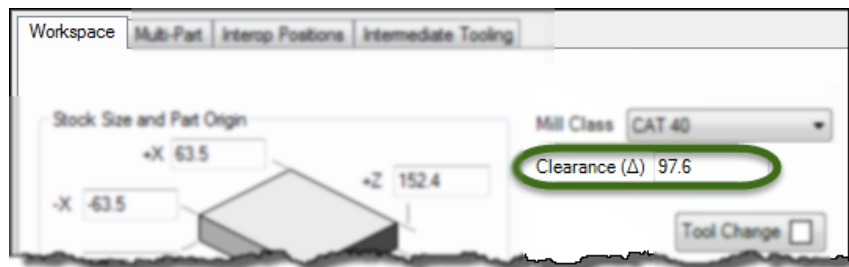 Workspace Multi-Part Interop Positions Intermediate Tooling
Stock Size and Part Origin
Mill Class CAT 40
+X 63.5
Clearance (Δ) 97.6
+Z 152.4
-X -63.5
Tool Change